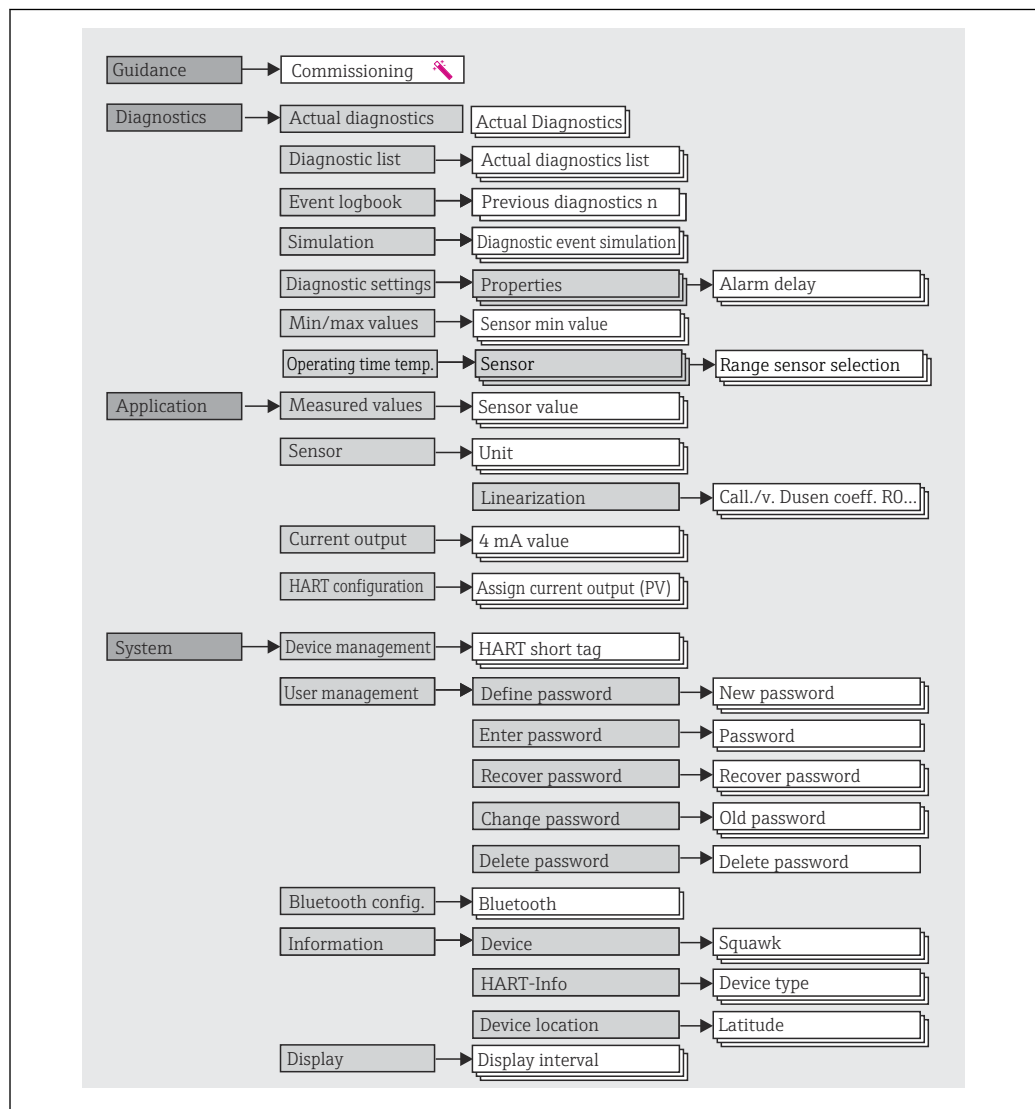 Guidance Commissioning
Diagnostics Actual diagnostics Actual Diagnostics
Diagnostic list Actual diagnostics list
Event logbook Previous diagnostics n
Simulation Diagnostic event simulation
Diagnostic settings Properties Alarm delay
Min/max values Sensor min value
Operating time temp. Sensor Range sensor selection
Application Measured values Sensor value
Sensor Unit
Linearization Call./v. Dusen coeff. R0...
Current output 4 mA value
HART configuration Assign current output (PV)
System Device management HART short tag
User management Define password New password
Enter password Password
Recover password Recover password
Change password Old password
Delete password Delete password
Bluetooth config. Bluetooth
Information Device Squawk
HART-Info Device type
Device location Latitude
Display Display interval